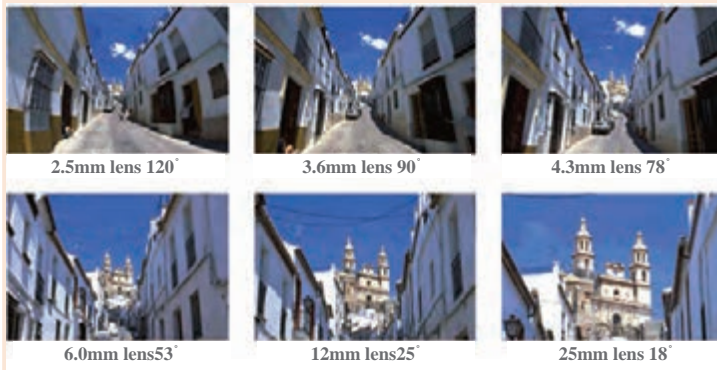 2.5mm lens 120°
3.6mm lens 90°
4.3mm lens 78°
6.0mm lens53°
12mm lens25°
25mm lens 18°